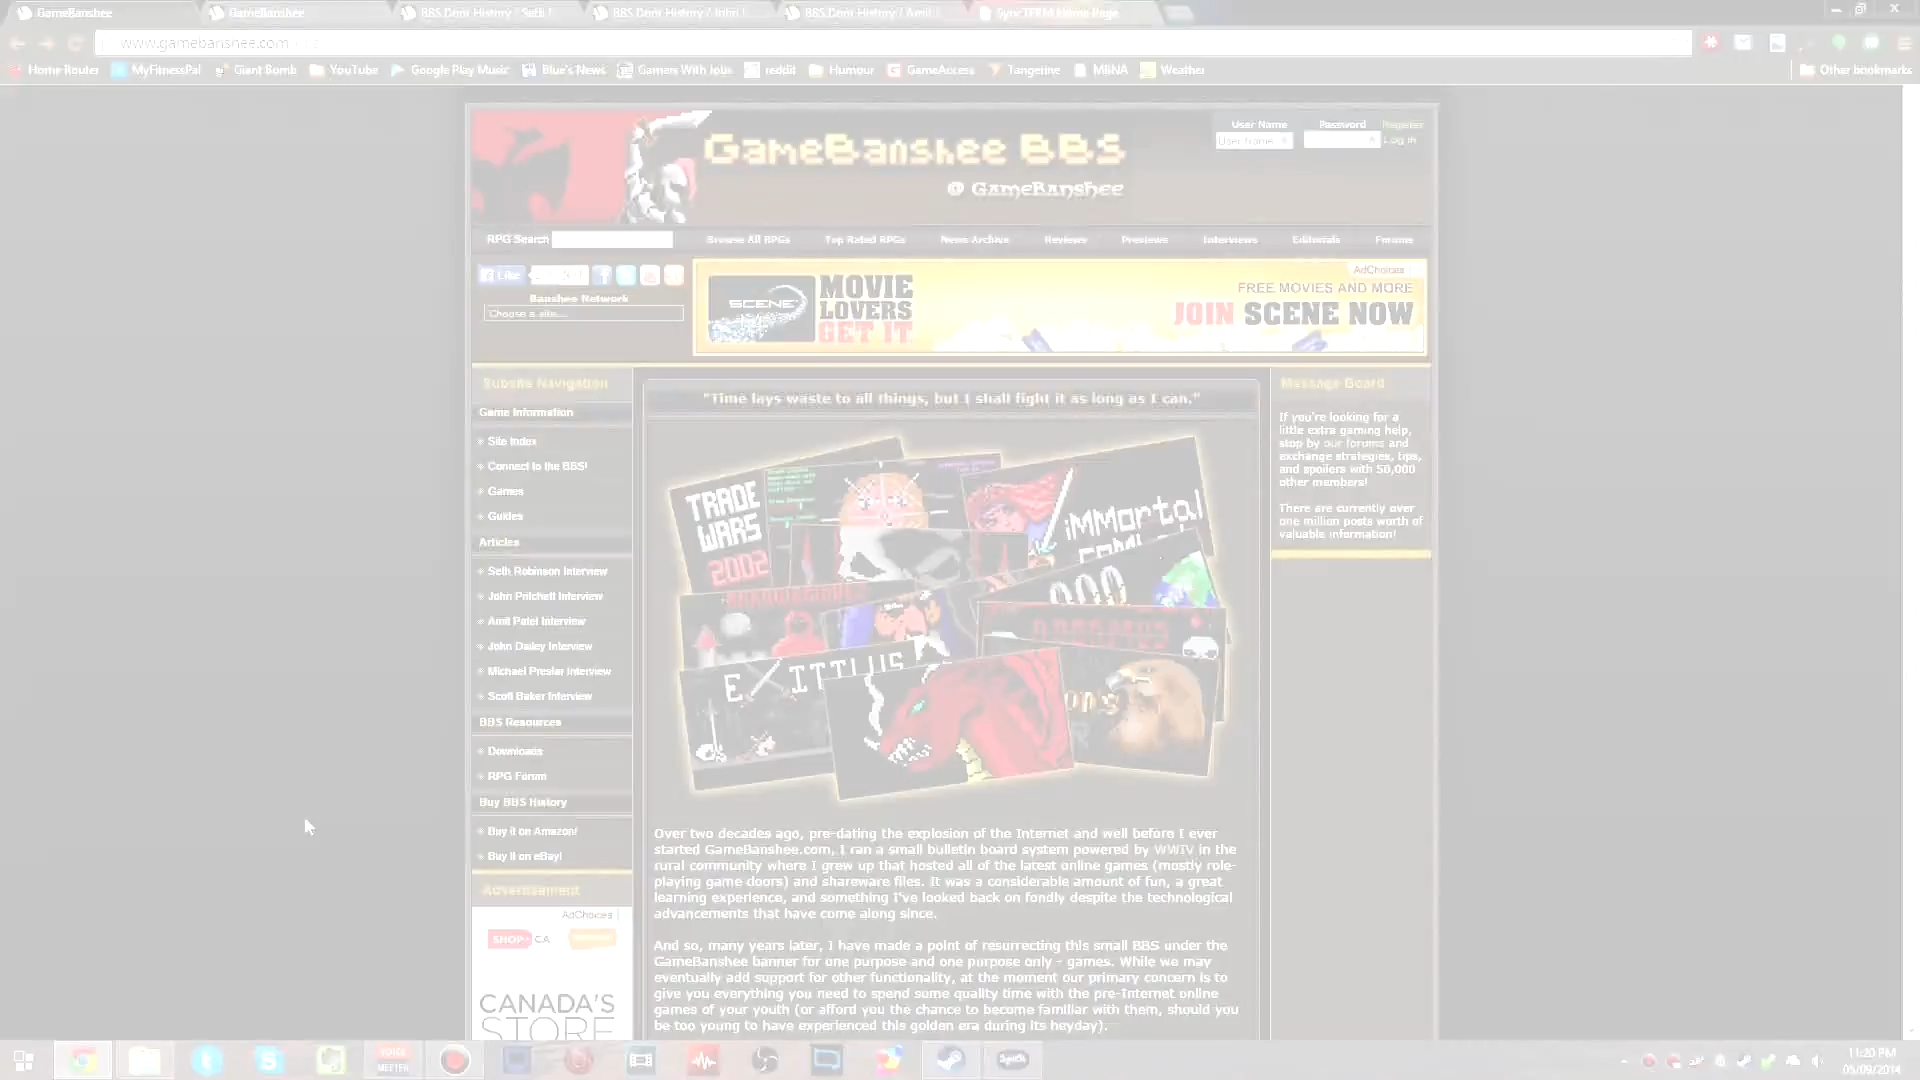 GameBanshee
GameBanshee
BBS Door History / Seth
BBS Door History / John
BBS Door History / Amit
SyncTERM Home Page
www.gamebanshee.com
Home Router
MyFitnessPal
Giant Bomb
YouTube
Google Play Music
Blue's News
Gamers With Jobs
reddit
Humour
GameAccess
Tangerine
MBNA
Weather
Other bookmarks
GameBanshee BBS
@ GameBanshee
User Name
Password
Register
User Name
Log in
RPG Search
Browse All RPGs
Top Rated RPGs
News Archive
Reviews
Previews
Interviews
Editorials
Forums
Like
Banshee Network
Choose a site...
AdChoices
SCENE
MOVIE
LOVERS
GET IT
FREE MOVIES AND MORE
JOIN SCENE NOW
Subsite Navigation
Game Information
Site Index
Connect to the BBS!
Games
Guides
Articles
Seth Robinson Interview
John Pritchett Interview
Amit Patel Interview
John Dailey Interview
Michael Preslar Interview
Scott Baker Interview
BBS Resources
Downloads
RPG Forum
Buy BBS History
Buy it on Amazon!
Buy it on eBay!
Advertisement
AdChoices
SHOP CA
CANADA'S
STORE
"Time lays waste to all things, but I shall fight it as long as I can."
TRADE
WARS
2002
iMMortal
000
EXITILUS
Over two decades ago, pre-dating the explosion of the Internet and well before I ever
started GameBanshee.com, I ran a small bulletin board system powered by WWIV in the
rural community where I grew up that hosted all of the latest online games (mostly role-
playing game doors) and shareware files. It was a considerable amount of fun, a great
learning experience, and something I've looked back on fondly despite the technological
advancements that have come along since.
And so, many years later, I have made a point of resurrecting this small BBS under the
GameBanshee banner for one purpose and one purpose only - games. While we may
eventually add support for other functionality, at the moment our primary concern is to
give you everything you need to spend some quality time with the pre-Internet online
games of your youth (or afford you the chance to become familiar with them, should you
be too young to have experienced this golden era during its heyday).
Message Board
If you're looking for a
little extra gaming help,
stop by our forums and
exchange strategies, tips,
and spoilers with 50,000
other members!
There are currently over
one million posts worth of
valuable information!
VOICE
MEETER
11:20 PM
05/09/2014